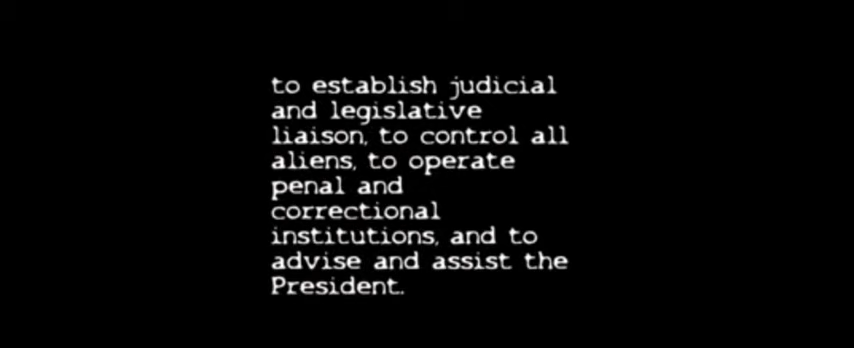 to establish judicial
and legislative
liaison, to control all
aliens, to operate
penal and
correctional
institutions, and to
advise and assist the
President.